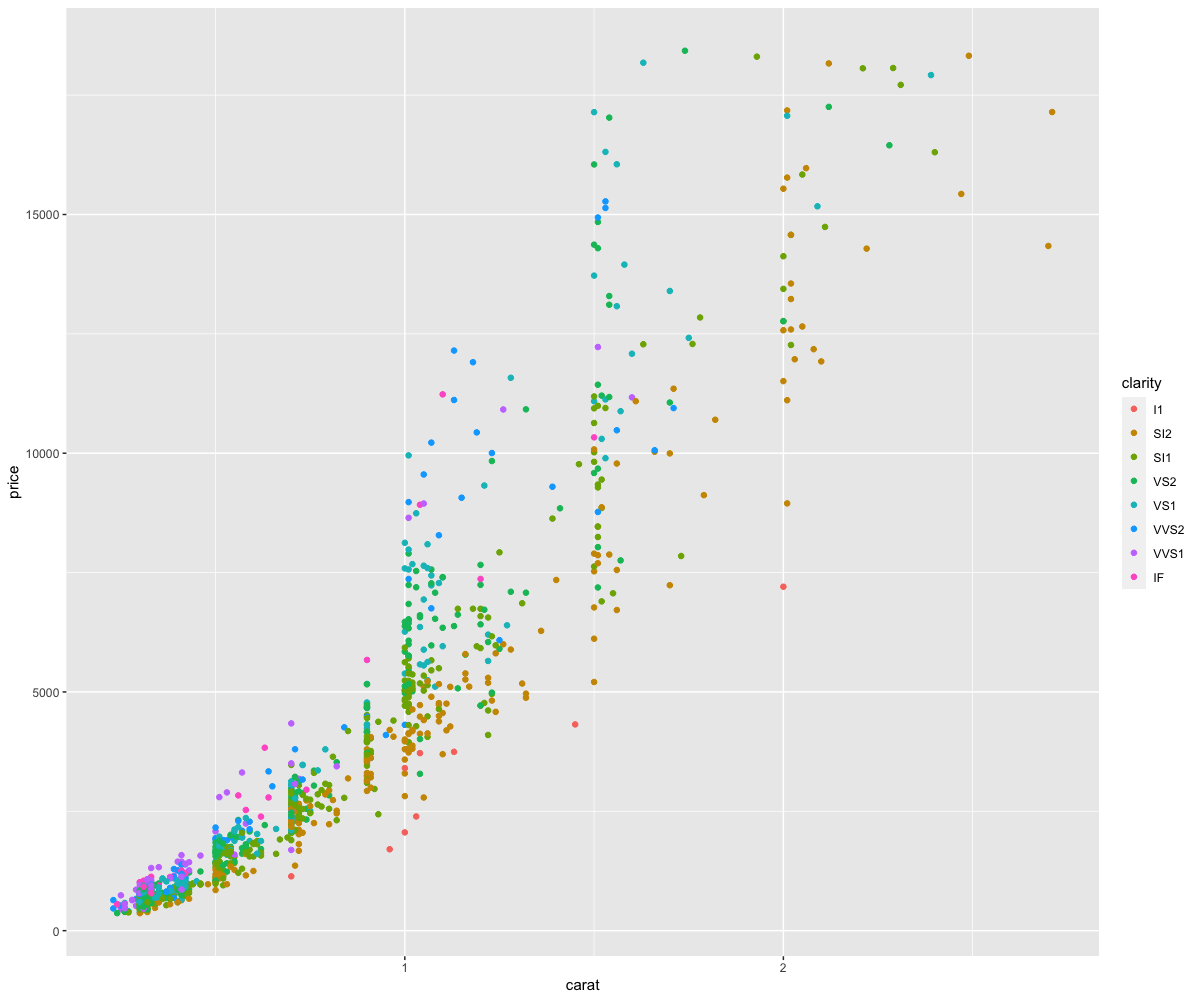 15000
10000
5000
0
price
1
2
carat
clarity
I1
SI2
SI1
VS2
VS1
VVS2
VVS1
IF